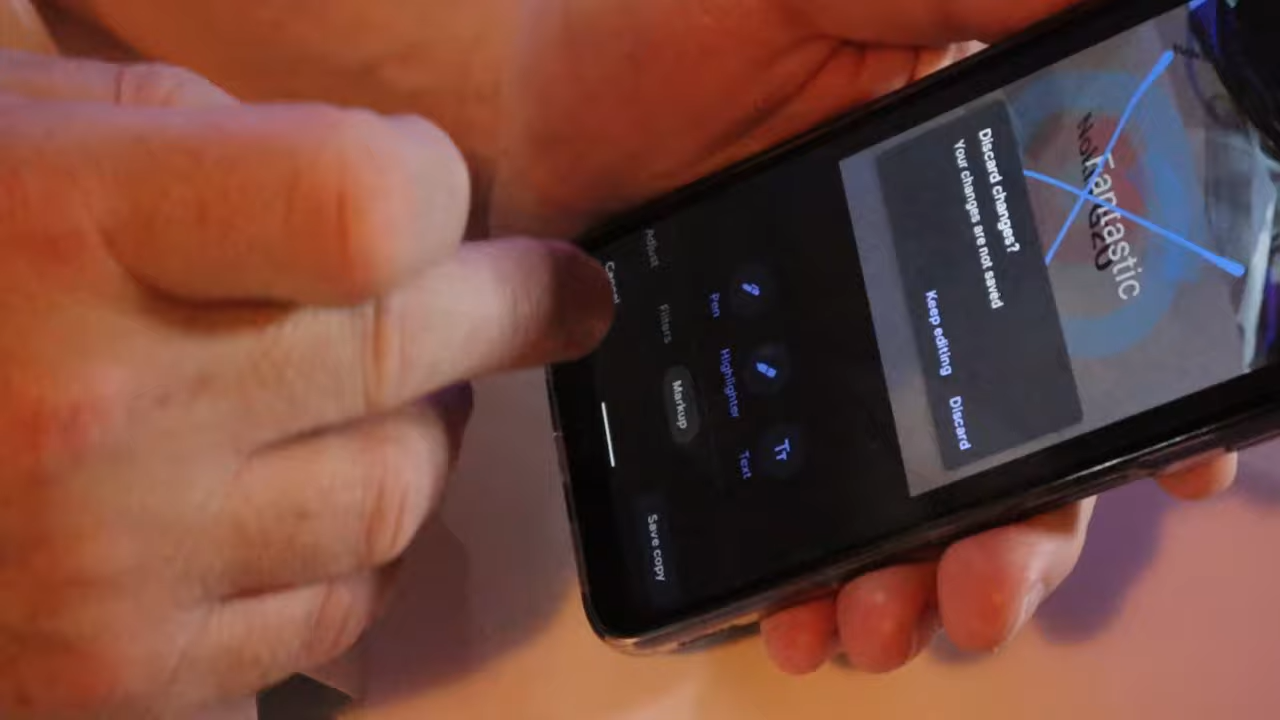 Fantastic
Discard changes?
Your changes are not saved
Keep editing
Discard
Pen
Highlighter
Text
Tr
Adjust
Filters
Markup
Cancel
Save copy